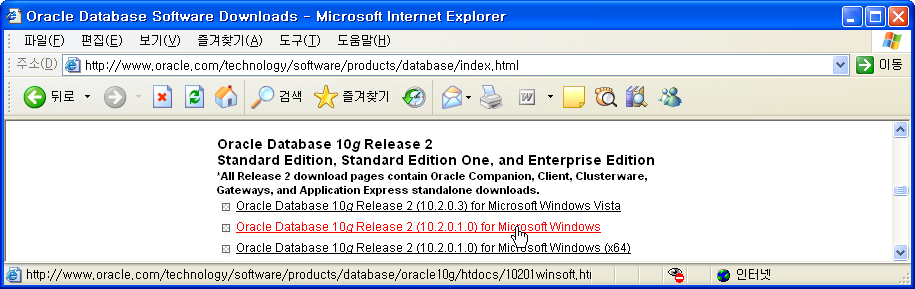 Oracle Database Software Downloads - Microsoft Internet Explorer
파일(F) 편집(E) 보기(V) 즐겨찾기(A) 도구(T) 도움말(H)
주소(D) http://www.oracle.com/technology/software/products/database/index.html 이동
뒤로 검색 즐겨찾기
Oracle Database 10g Release 2
Standard Edition, Standard Edition One, and Enterprise Edition
*All Release 2 download pages contain Oracle Companion, Client, Clusterware,
Gateways, and Application Express standalone downloads.
Oracle Database 10g Release 2 (10.2.0.3) for Microsoft Windows Vista
Oracle Database 10g Release 2 (10.2.0.1.0) for Microsoft Windows
Oracle Database 10g Release 2 (10.2.0.1.0) for Microsoft Windows (x64)
http://www.oracle.com/technology/software/products/database/oracle10g/htdocs/10201winsoft.ht 인터넷